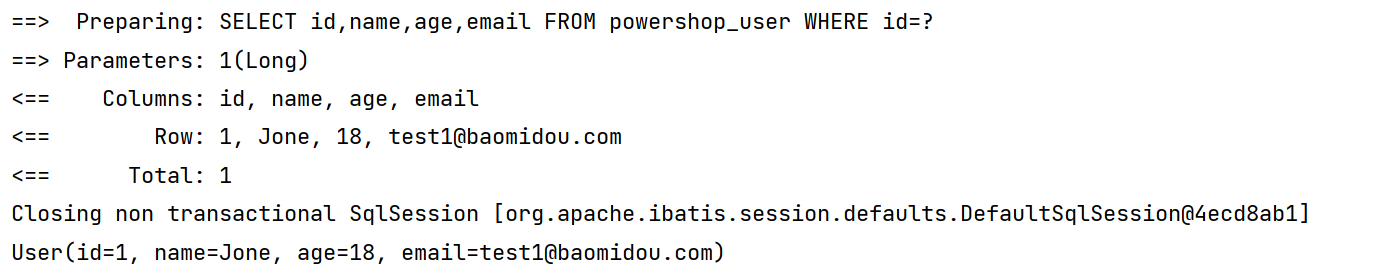 ==>  Preparing: SELECT id,name,age,email FROM powershop_user WHERE id=?
==> Parameters: 1(Long)
<==    Columns: id, name, age, email
<==        Row: 1, Jone, 18, test1@baomidou.com
<==      Total: 1
Closing non transactional SqlSession [org.apache.ibatis.session.defaults.DefaultSqlSession@4ecd8ab1]
User(id=1, name=Jone, age=18, email=test1@baomidou.com)